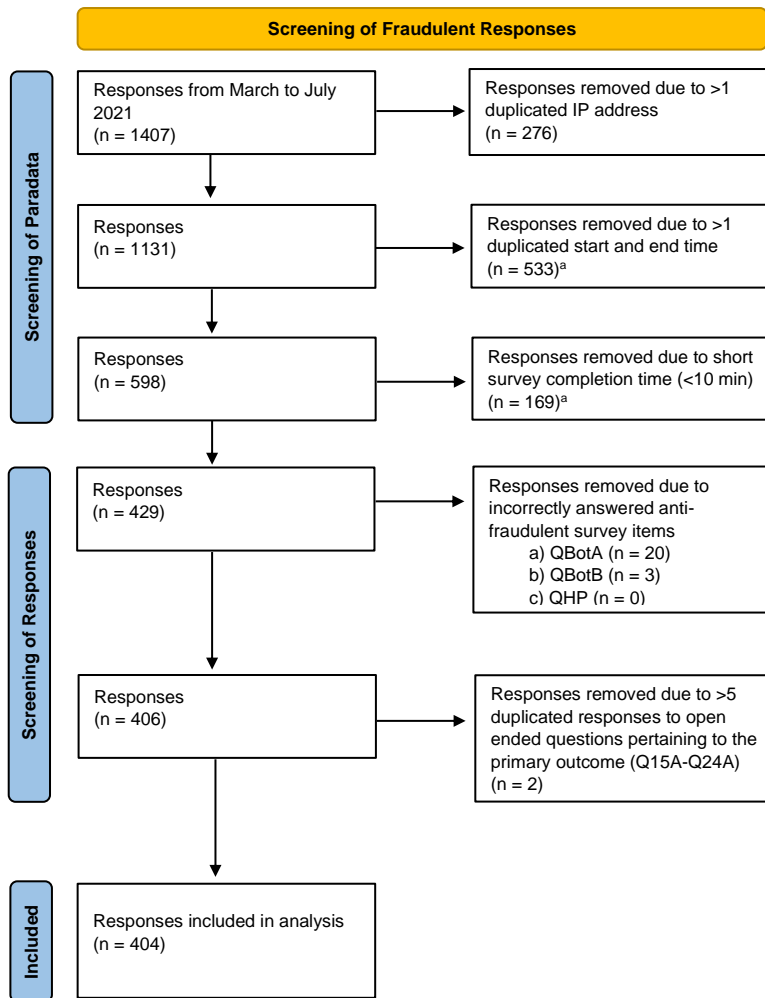 Screening of Fraudulent Responses
Screening of Paradata
Responses from March to July
2021
(n = 1407)
Responses removed due to >1
duplicated IP address
(n = 276)
Responses
(n = 1131)
Responses removed due to >1
duplicated start and end time
(n = 533)a
Responses
(n = 598)
Responses removed due to short
survey completion time (<10 min)
(n = 169)a
Screening of Responses
Responses
(n = 429)
Responses removed due to
incorrectly answered anti-
fraudulent survey items
a) QBotA (n = 20)
b) QBotB (n = 3)
c) QHP (n = 0)
Responses
(n = 406)
Responses removed due to >5
duplicated responses to open
ended questions pertaining to the
primary outcome (Q15A-Q24A)
(n = 2)
Included
Responses included in analysis
(n = 404)